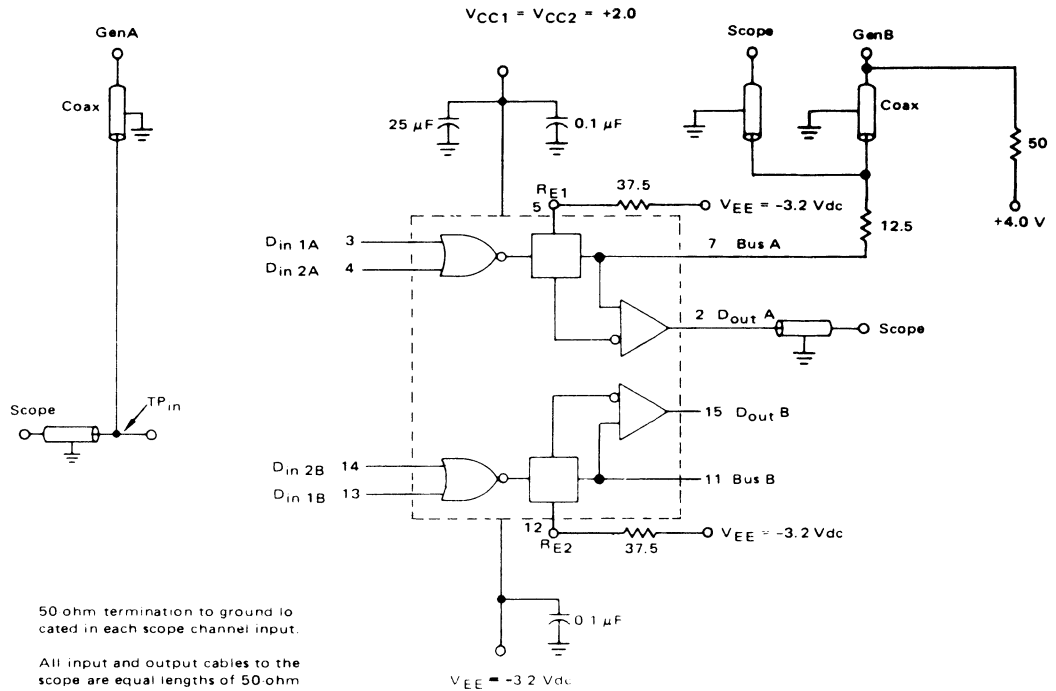 VCC1 = VCC2 = +2.0
GenA
Scope
GenB
Coax
Coax
25 µF
0.1 µF
50
RE1
5
37.5
VEE = -3.2 Vdc
+4.0 V
12.5
Din 1A 3
7 Bus A
Din 2A 4
2 Dout A
Scope
TPin
Scope
15 Dout B
Din 2B 14
11 Bus B
Din 1B 13
12
RE2
37.5
VEE = -3.2 Vdc
50 ohm termination to ground lo
cated in each scope channel input.
0 1 µF
All input and output cables to the
scope are equal lengths of 50-ohm
VEE = -3 2 Vdc